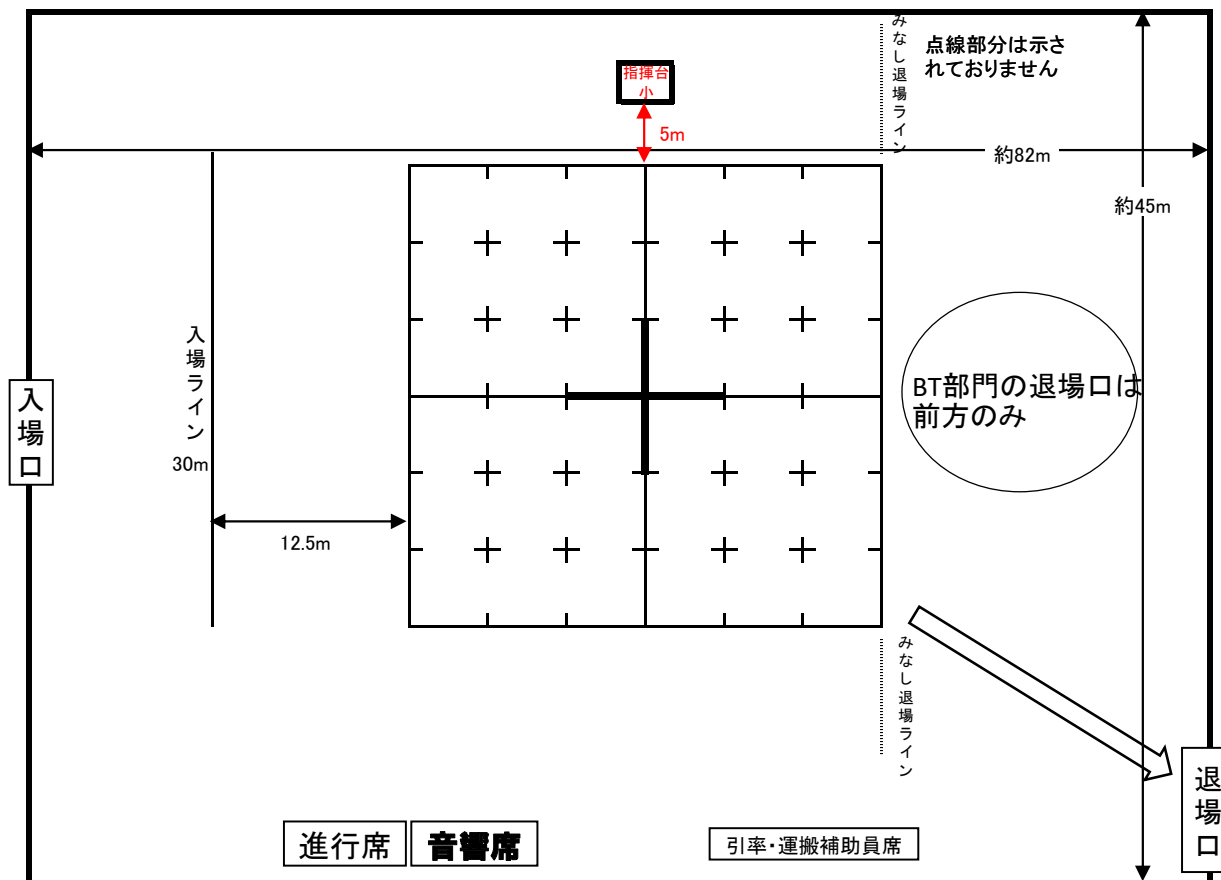 みなし退場ライン
点線部分は示さ
れておりません
指揮台
小
5m
約82m
約45m
入場ライン
30m
入場口
BT部門の退場口は
前方のみ
12.5m
みなし退場ライン
退場口
進行席
音響席
引率・運搬補助員席